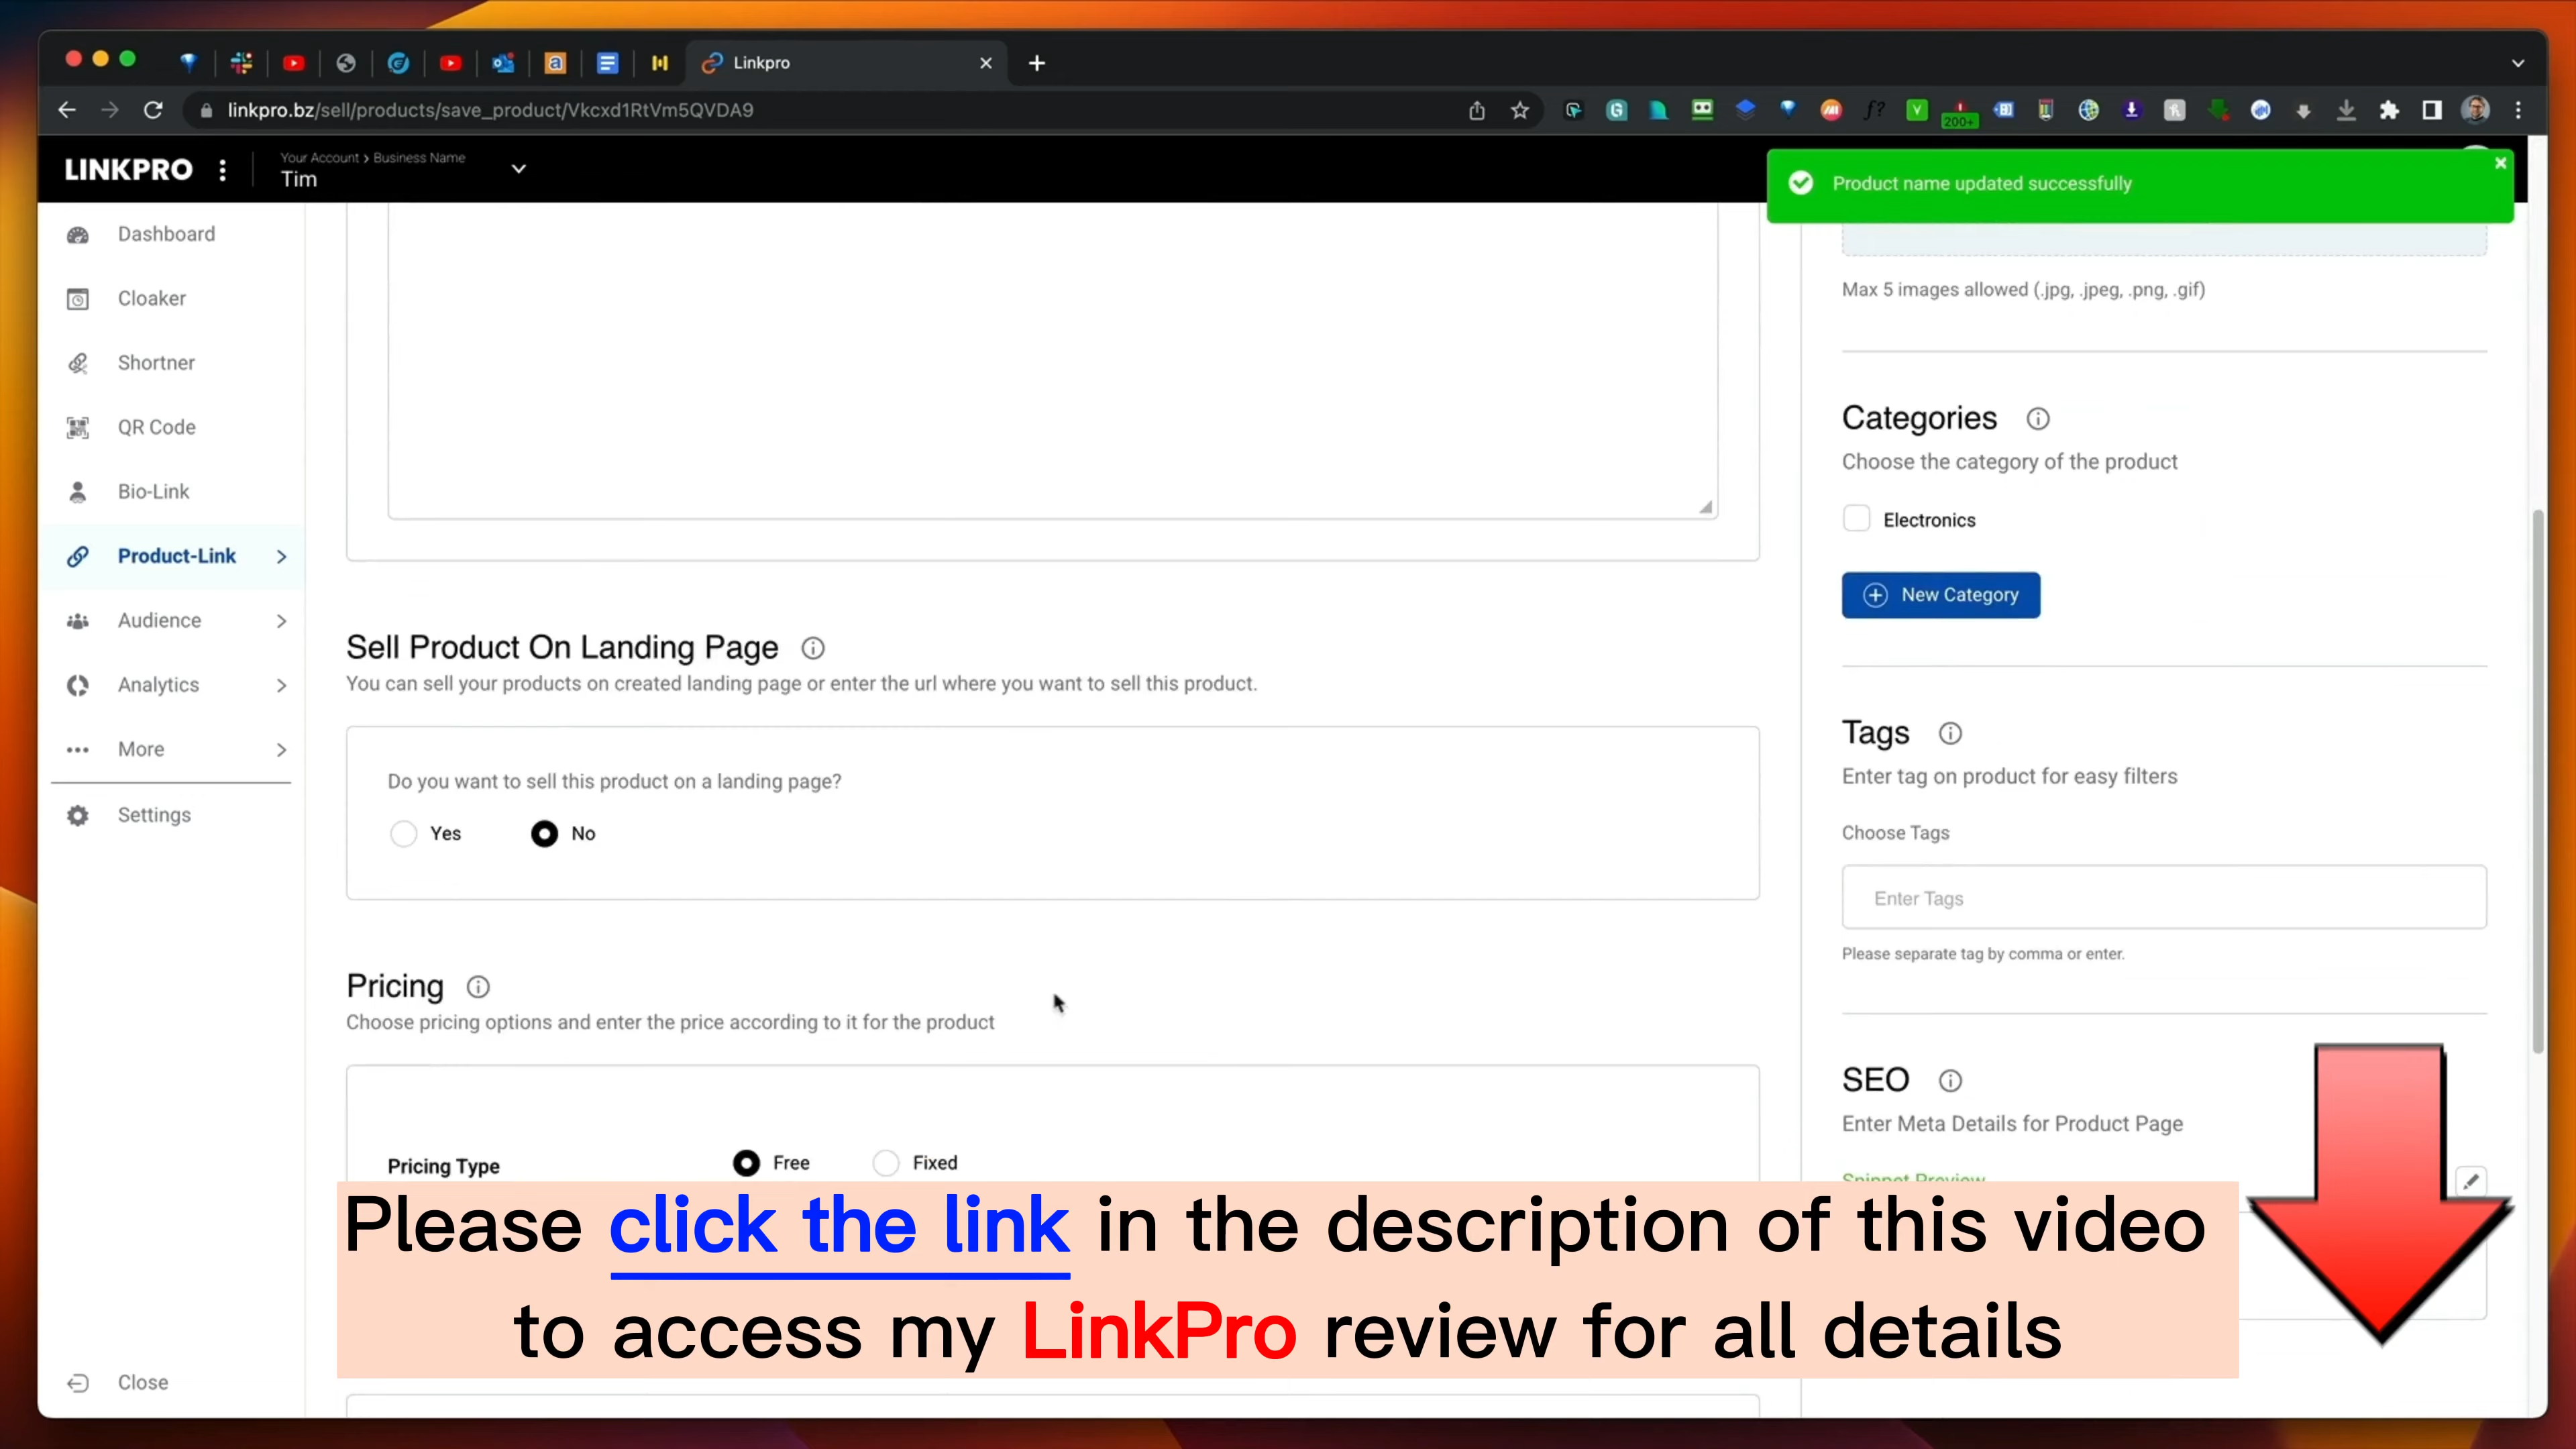 Linkpro
linkpro.bz/sell/products/save_product/Vkcxd1RtVm5QVDA9
200+
LINKPRO
Your Account > Business Name
Tim
Product name updated successfully
Dashboard
Cloaker
Shortner
QR Code
Bio-Link
Product-Link
Audience
Analytics
More
Settings
Close
Sell Product On Landing Page
You can sell your products on created landing page or enter the url where you want to sell this product.
Do you want to sell this product on a landing page?
Yes No
Pricing
Choose pricing options and enter the price according to it for the product
Pricing Type Free Fixed
Max 5 images allowed (.jpg, .jpeg, .png, .gif)
Categories
Choose the category of the product
Electronics
New Category
Tags
Enter tag on product for easy filters
Choose Tags
Enter Tags
Please separate tag by comma or enter.
SEO
Enter Meta Details for Product Page
Snippet Preview
Please click the link in the description of this video
to access my LinkPro review for all details